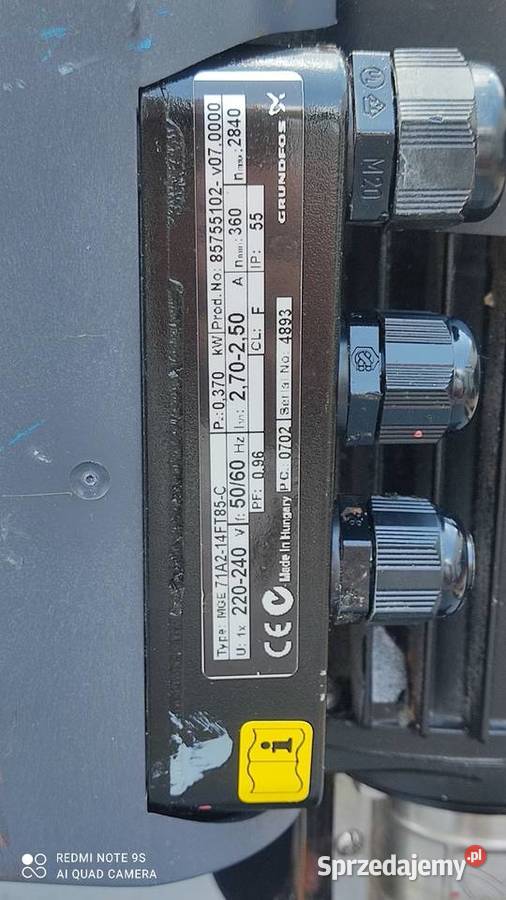 Type: MGE 71A2-14FT85-C P₂: 0,370 kW Prod. No: 85755102- V07,0000
U: 1x 220-240 V f: 50/60 Hz I₁/₁: 2,70-2,50 A nmin: 360 nmax: 2840
PF: 0,96 CL: F IP: 55
CE Made in Hungary P.C. 0702 Serial No: 4893 GRUNDFOS
i
M20
REDMI NOTE 9S
AI QUAD CAMERA
Sprzedajemy.pl